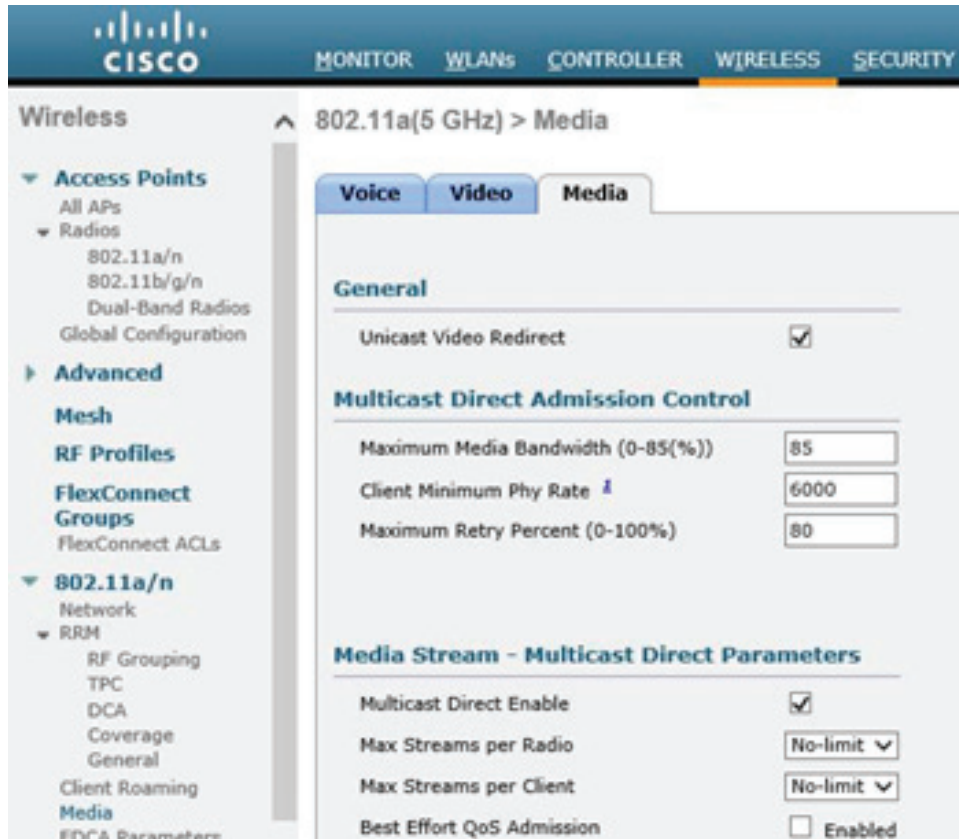 CISCO
MONITOR WLANs CONTROLLER WIRELESS SECURITY
Wireless
Access Points
All APs
Radios
802.11a/n
802.11b/g/n
Dual-Band Radios
Global Configuration
Advanced
Mesh
RF Profiles
FlexConnect
Groups
FlexConnect ACLs
802.11a/n
Network
RRM
RF Grouping
TPC
DCA
Coverage
General
Client Roaming
Media
EDCA Parameters
802.11a(5 GHz) > Media
Voice Video Media
General
Unicast Video Redirect
Multicast Direct Admission Control
Maximum Media Bandwidth (0-85(%)) 85
Client Minimum Phy Rate 1 6000
Maximum Retry Percent (0-100%) 80
Media Stream - Multicast Direct Parameters
Multicast Direct Enable
Max Streams per Radio No-limit
Max Streams per Client No-limit
Best Effort QoS Admission Enabled